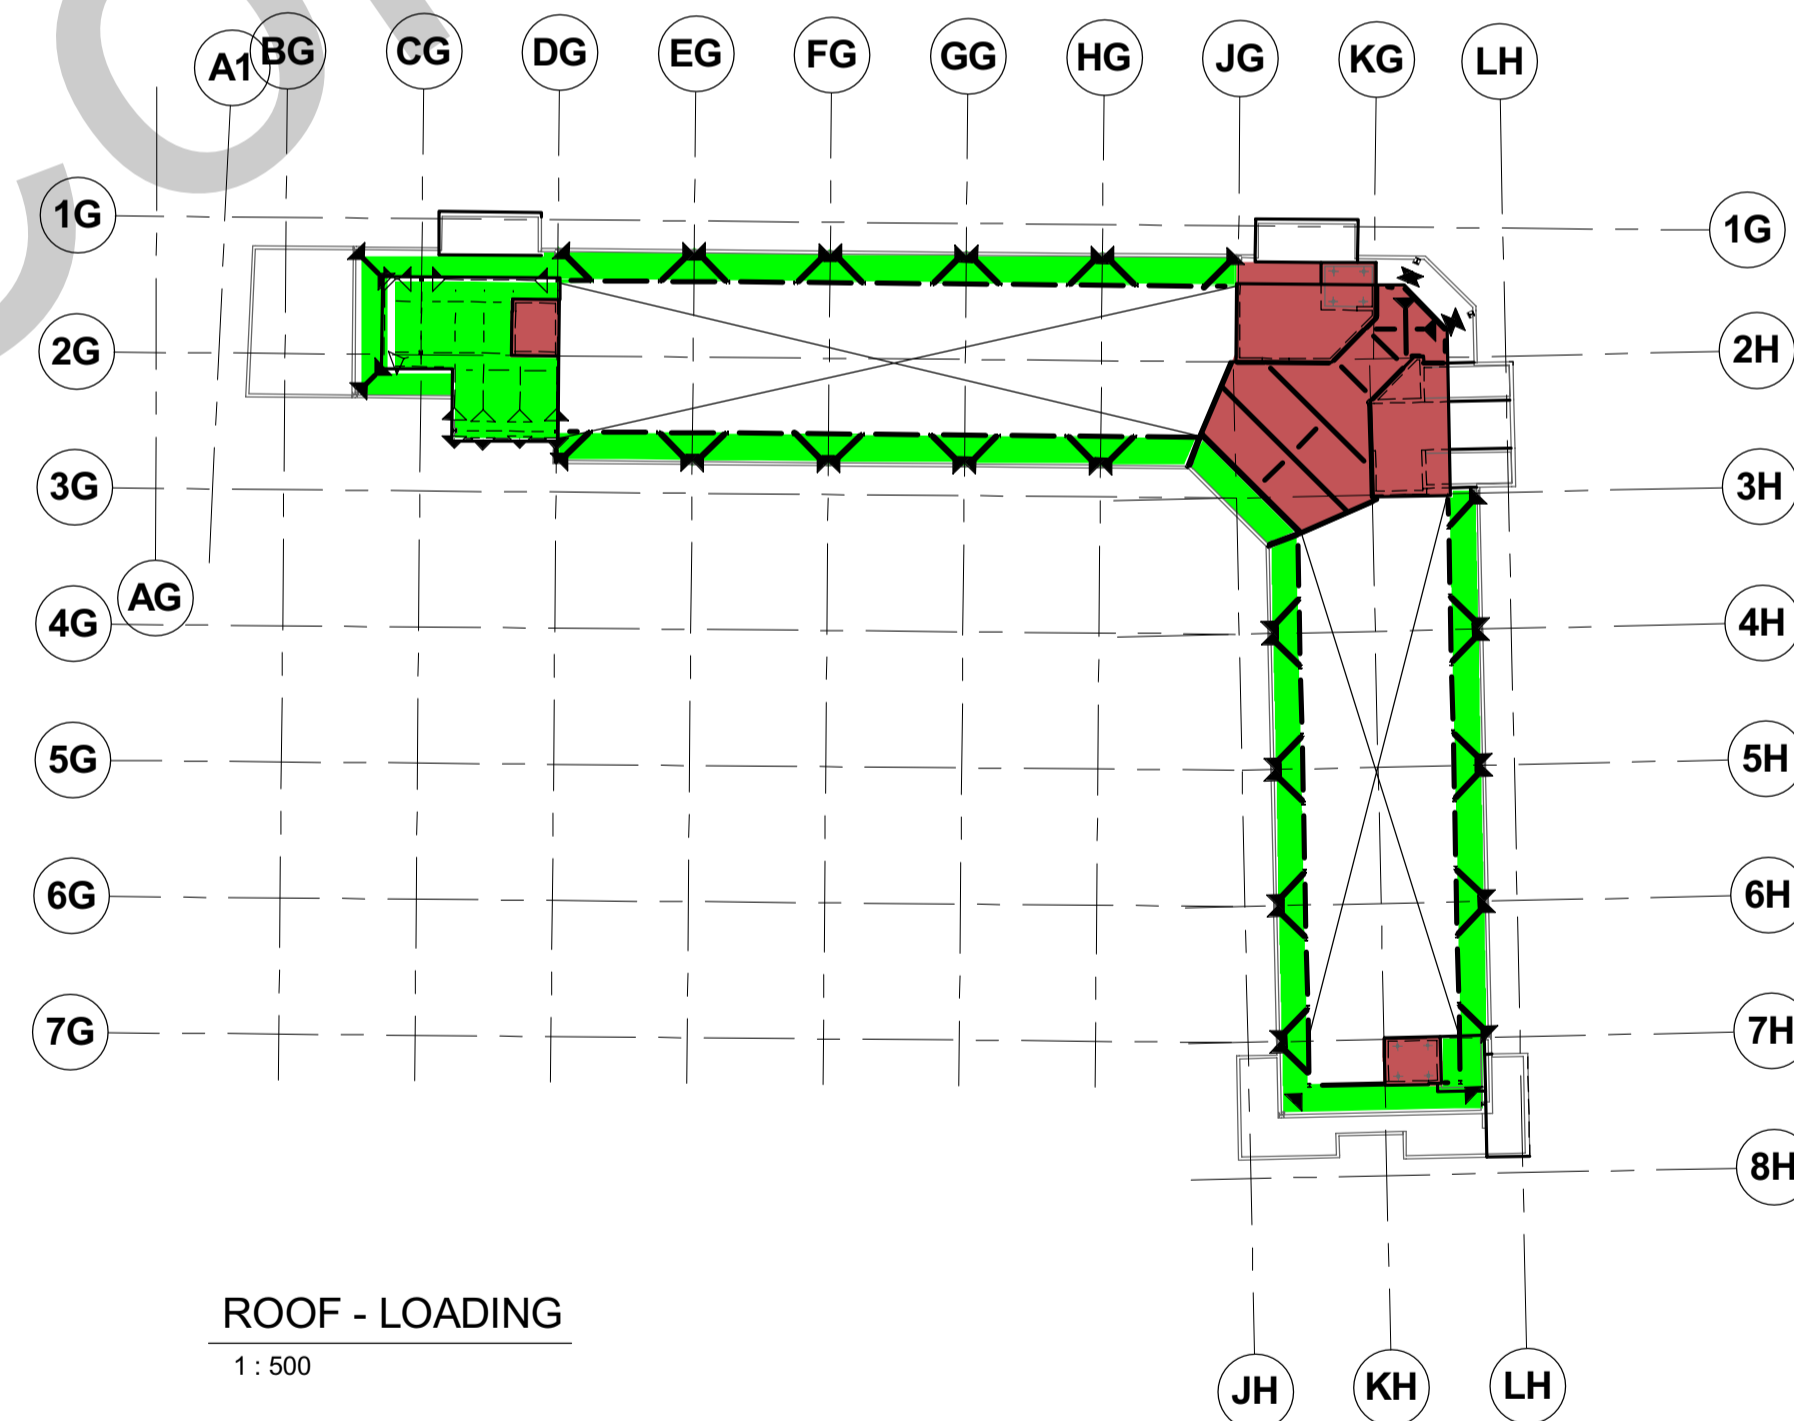 A1 BG CG DG EG FG GG HG JG KG LH
1G 1G
2G 2H
3G 3H
AG
4G 4H
5G 5H
6G 6H
7G 7H
8H
ROOF - LOADING
1 : 500
JH KH LH